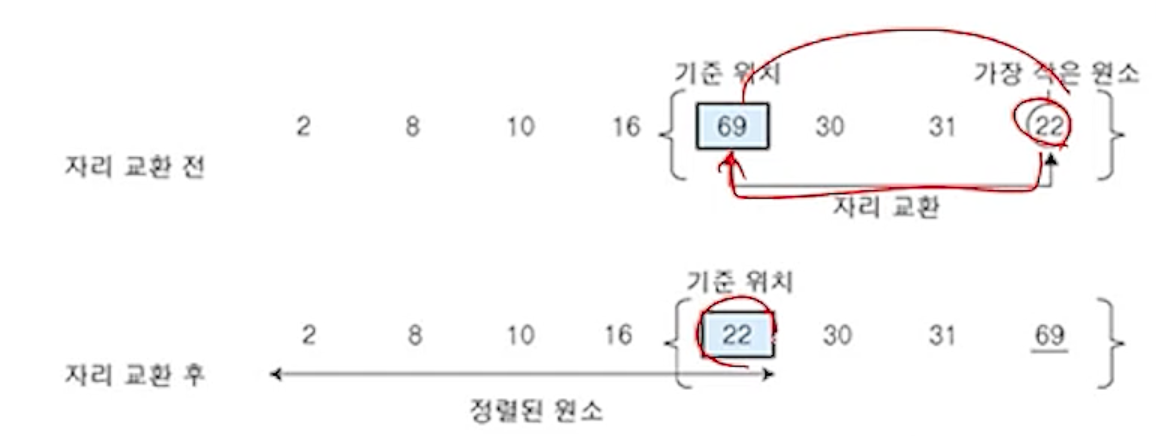 기준 위치 가장 작은 원소
2 8 10 16 { 69 30 31 22 }
자리 교환 전
자리 교환
기준 위치
2 8 10 16 { 22 30 31 69 }
자리 교환 후
정렬된 원소